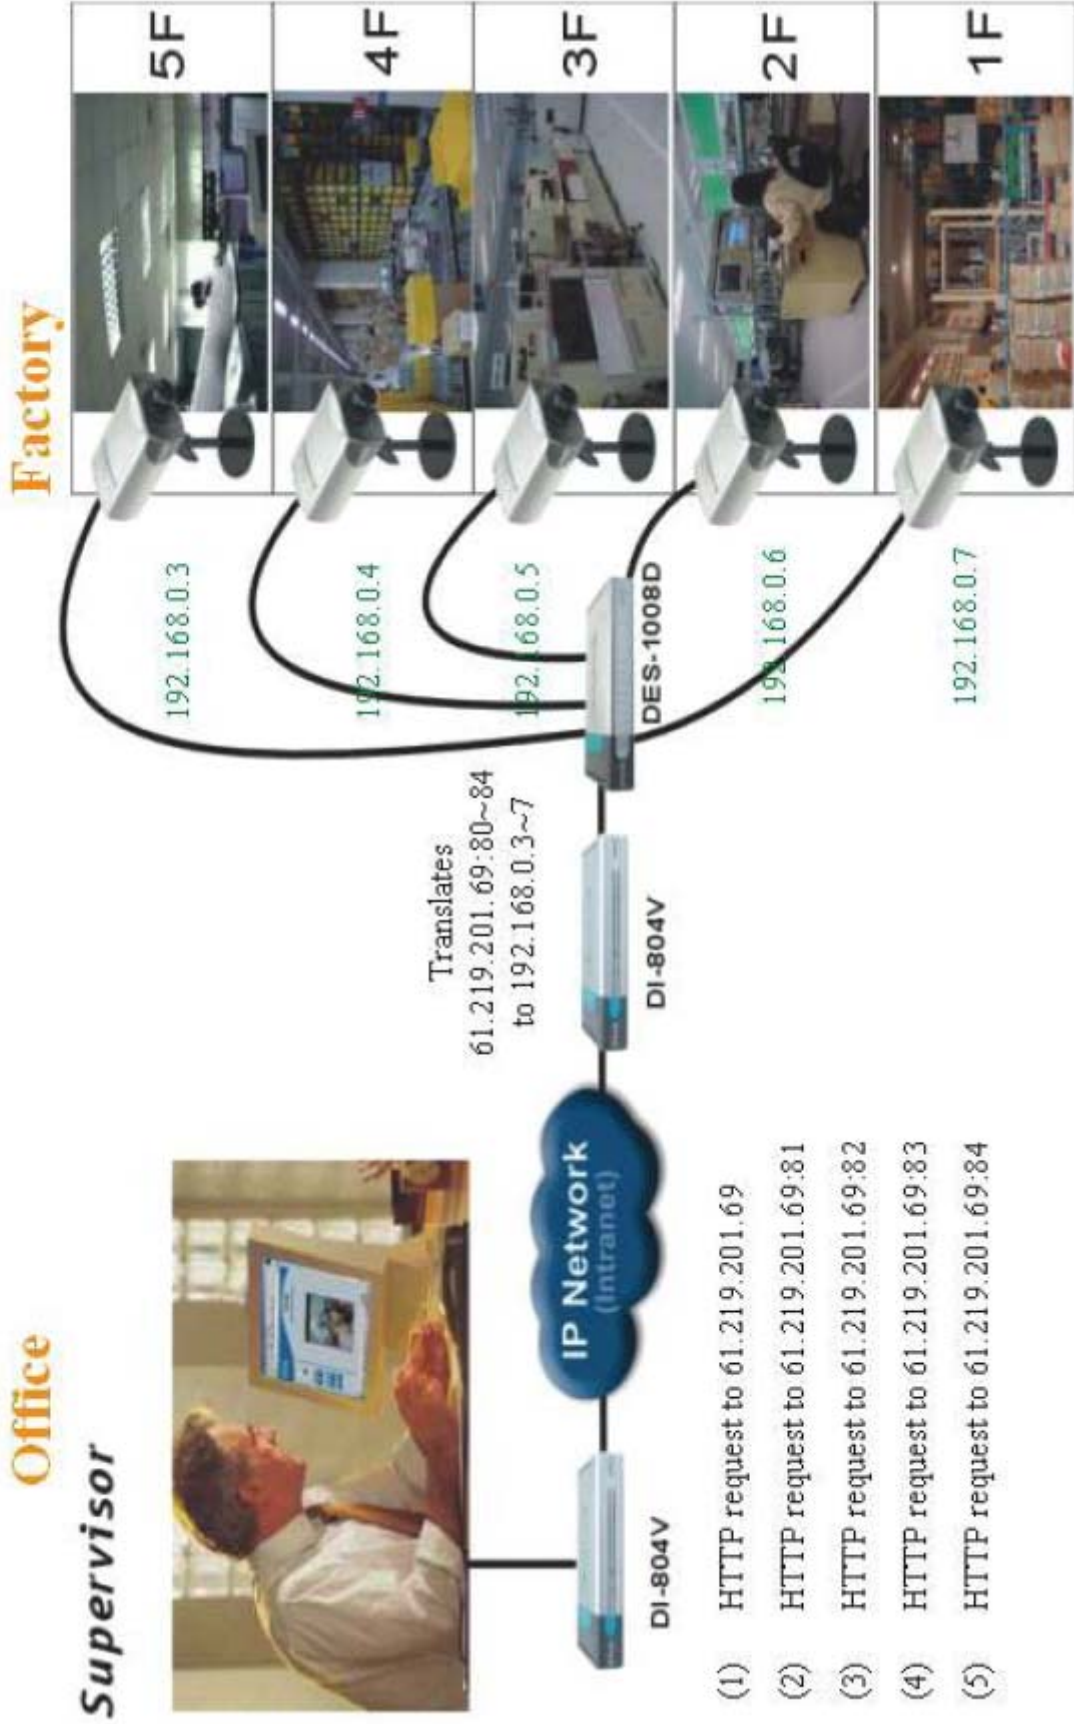 Office
Factory
Supervisor
DI-804V
IP Network
(Intranet)
Translates
61.219.201.69:80~84
to 192.168.0.3~7
DI-804V
DES-1008D
192.168.0.3
192.168.0.4
192.168.0.5
192.168.0.6
192.168.0.7
5F
4F
3F
2F
1F
(1) HTTP request to 61.219.201.69
(2) HTTP request to 61.219.201.69:81
(3) HTTP request to 61.219.201.69:82
(4) HTTP request to 61.219.201.69:83
(5) HTTP request to 61.219.201.69:84